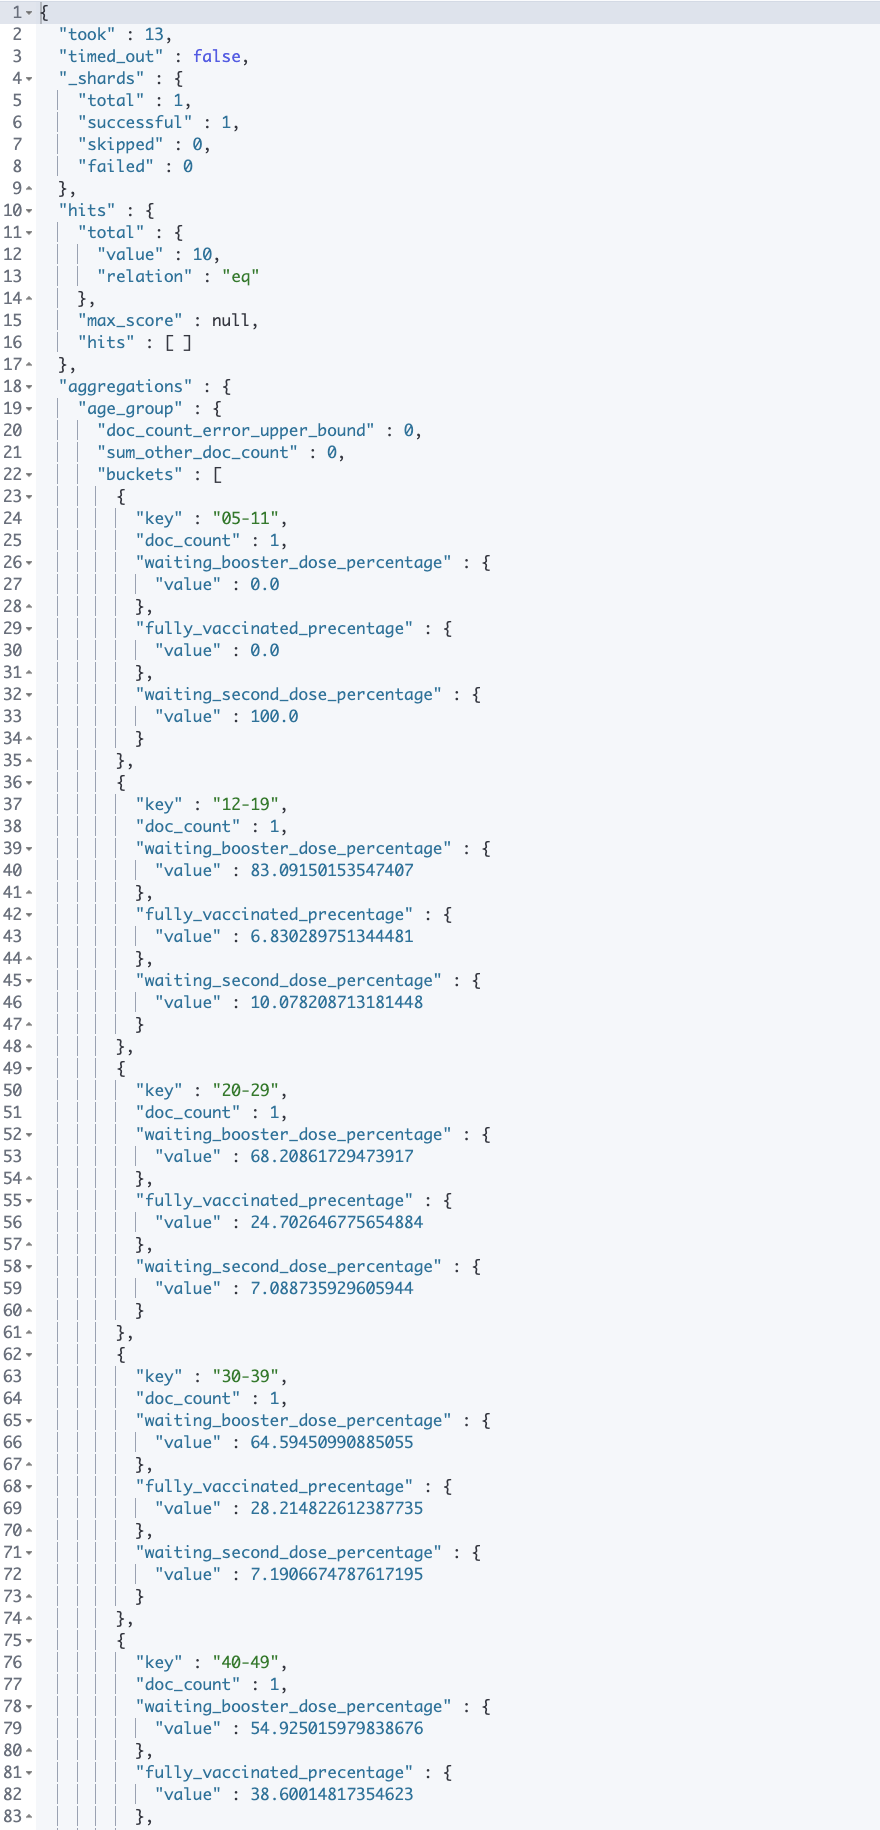 1 {
2 "took" : 13,
3 "timed_out" : false,
4 "_shards" : {
5 "total" : 1,
6 "successful" : 1,
7 "skipped" : 0,
8 "failed" : 0
9 },
10 "hits" : {
11 "total" : {
12 "value" : 10,
13 "relation" : "eq"
14 },
15 "max_score" : null,
16 "hits" : [ ]
17 },
18 "aggregations" : {
19 "age_group" : {
20 "doc_count_error_upper_bound" : 0,
21 "sum_other_doc_count" : 0,
22 "buckets" : [
23 {
24 "key" : "05-11",
25 "doc_count" : 1,
26 "waiting_booster_dose_percentage" : {
27 "value" : 0.0
28 },
29 "fully_vaccinated_precentage" : {
30 "value" : 0.0
31 },
32 "waiting_second_dose_percentage" : {
33 "value" : 100.0
34 }
35 },
36 {
37 "key" : "12-19",
38 "doc_count" : 1,
39 "waiting_booster_dose_percentage" : {
40 "value" : 83.09150153547407
41 },
42 "fully_vaccinated_precentage" : {
43 "value" : 6.830289751344481
44 },
45 "waiting_second_dose_percentage" : {
46 "value" : 10.078208713181448
47 }
48 },
49 {
50 "key" : "20-29",
51 "doc_count" : 1,
52 "waiting_booster_dose_percentage" : {
53 "value" : 68.20861729473917
54 },
55 "fully_vaccinated_precentage" : {
56 "value" : 24.702646775654884
57 },
58 "waiting_second_dose_percentage" : {
59 "value" : 7.088735929605944
60 }
61 },
62 {
63 "key" : "30-39",
64 "doc_count" : 1,
65 "waiting_booster_dose_percentage" : {
66 "value" : 64.59450990885055
67 },
68 "fully_vaccinated_precentage" : {
69 "value" : 28.214822612387735
70 },
71 "waiting_second_dose_percentage" : {
72 "value" : 7.1906674787617195
73 }
74 },
75 {
76 "key" : "40-49",
77 "doc_count" : 1,
78 "waiting_booster_dose_percentage" : {
79 "value" : 54.925015979838676
80 },
81 "fully_vaccinated_precentage" : {
82 "value" : 38.60014817354623
83 },